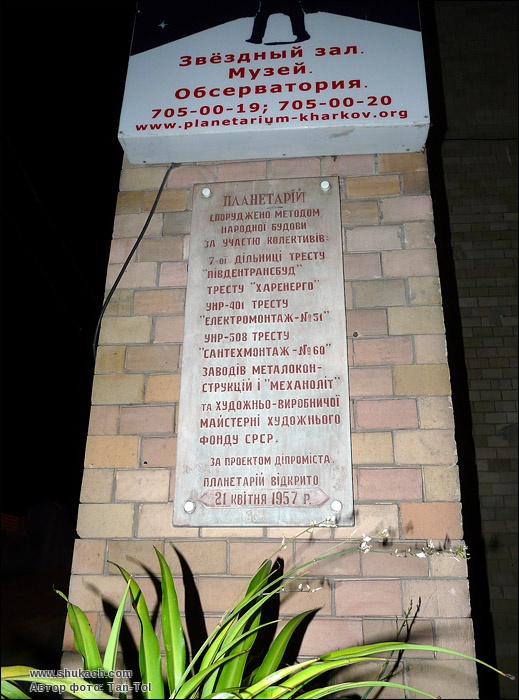 Звёздный зал.
Музей.
Обсерватория.
705-00-19; 705-00-20
www.planetarium-kharkov.org
ПЛАНЕТАРІЙ
СПОРУДЖЕНО МЕТОДОМ
НАРОДНОЇ БУДОВИ
ЗА УЧАСТЮ КОЛЕКТИВІВ:
7-ОЇ ДІЛЬНИЦІ ТРЕСТУ
"ПІВДЕНТРАНСБУД"
ТРЕСТУ "ХАРЕНЕРГО"
УНР-401 ТРЕСТУ
"ЕЛЕКТРОМОНТАЖ-№51"
УНР-508 ТРЕСТУ
"САНТЕХМОНТАЖ-№60"
ЗАВОДІВ МЕТАЛОКОН-
СТРУКЦІЙ І "МЕХАНОЛІТ"
ТА ХУДОЖНЬО-ВИРОБНИЧОЇ
МАЙСТЕРНІ ХУДОЖНЬОГО
ФОНДУ СРСР.
ЗА ПРОЕКТОМ ДІПРОМІСТА.
ПЛАНЕТАРІЙ ВІДКРИТО
21 КВІТНЯ 1957 Р.
www.shukach.com
Автор фото: Tan-Tol